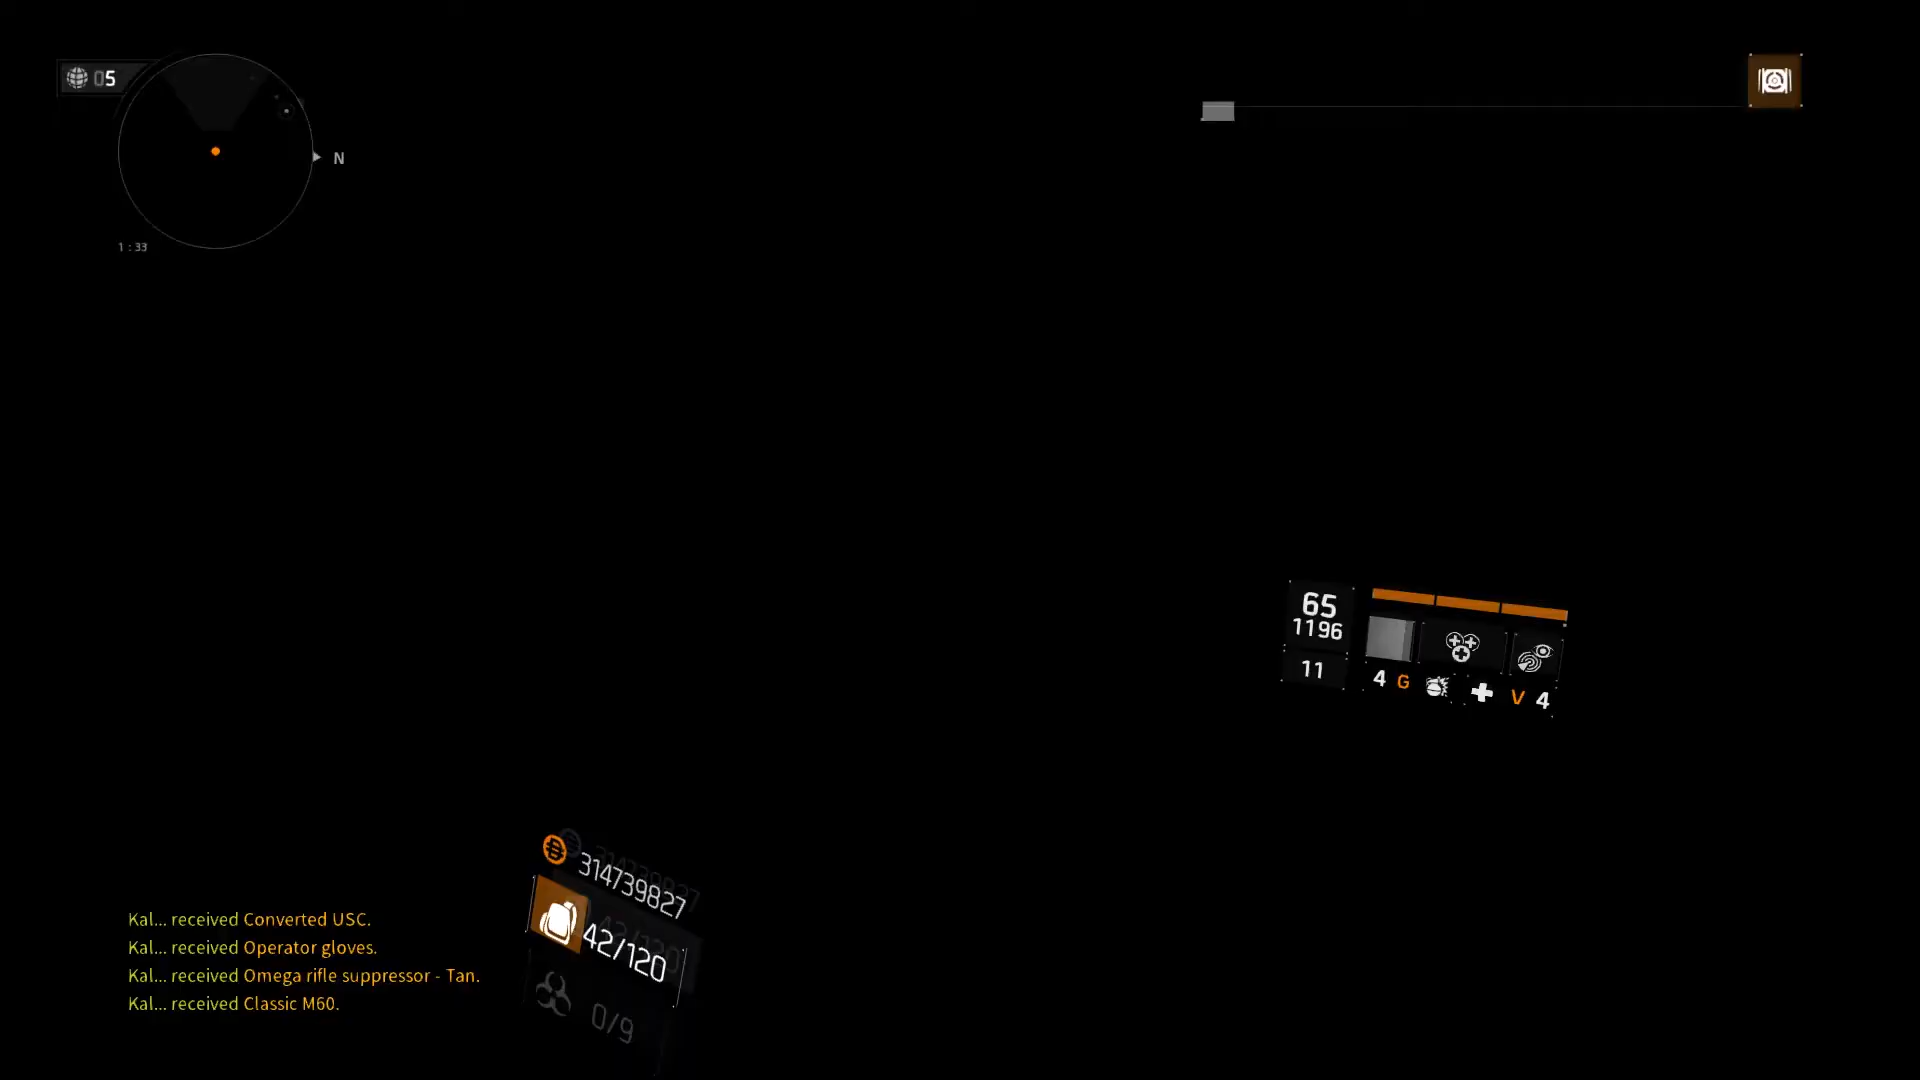 05
N
1 : 33
65
1196
11
4 G
V 4
314739827
42/120
0/9
Kal... received Converted USC.
Kal... received Operator gloves.
Kal... received Omega rifle suppressor - Tan.
Kal... received Classic M60.